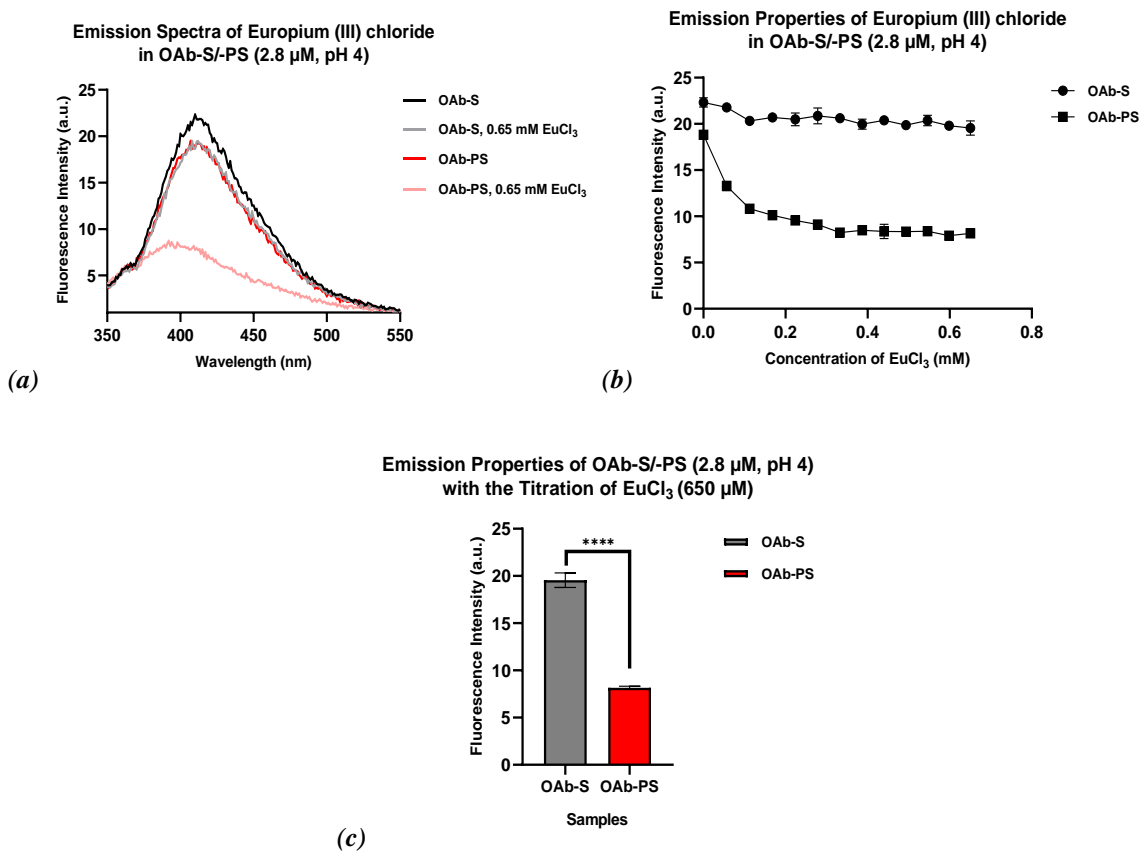 Emission Spectra of Europium (III) chloride
in OAb-S/-PS (2.8 µM, pH 4)
Fluorescence Intensity (a.u.)
25
20
15
10
5
350
400
450
500
550
Wavelength (nm)
OAb-S
OAb-S, 0.65 mM EuCl₃
OAb-PS
OAb-PS, 0.65 mM EuCl₃
(a)
Emission Properties of Europium (III) chloride
in OAb-S/-PS (2.8 µM, pH 4)
Fluorescence Intensity (a.u.)
25
20
15
10
5
0
0.0
0.2
0.4
0.6
0.8
Concentration of EuCl₃ (mM)
OAb-S
OAb-PS
(b)
Emission Properties of OAb-S/-PS (2.8 µM, pH 4)
with the Titration of EuCl₃ (650 µM)
Fluorescence Intensity (a.u.)
25
20
15
10
5
0
****
OAb-S
OAb-PS
Samples
OAb-S
OAb-PS
(c)